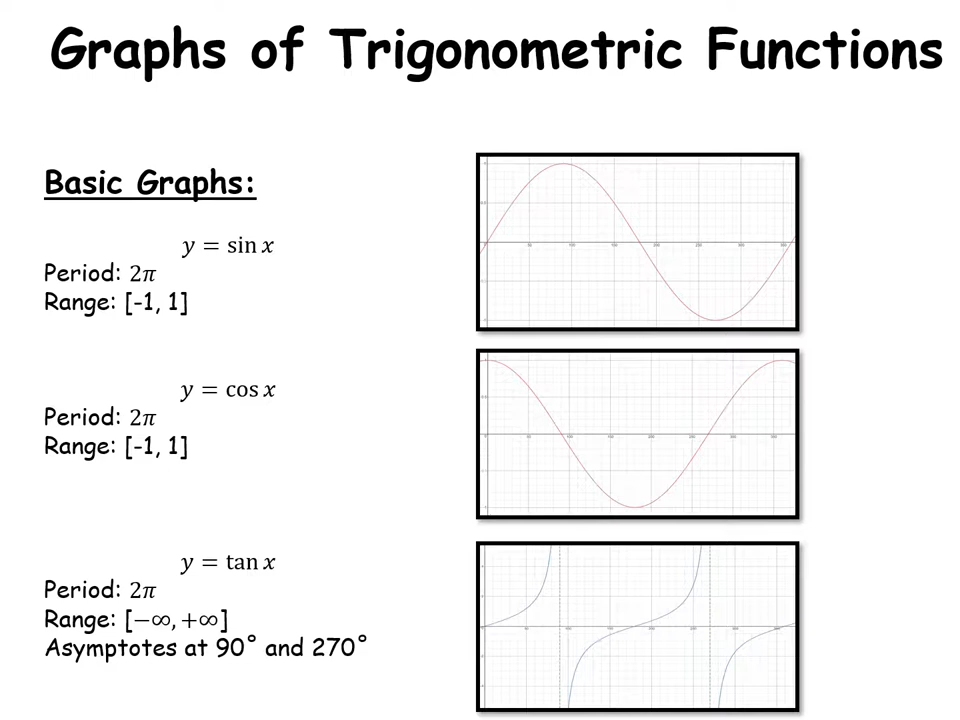 Graphs of Trigonometric Functions
Basic Graphs:
y = sin x
Period: 2π
Range: [-1, 1]
y = cos x
Period: 2π
Range: [-1, 1]
y = tan x
Period: 2π
Range: [−∞, +∞]
Asymptotes at 90˚ and 270˚